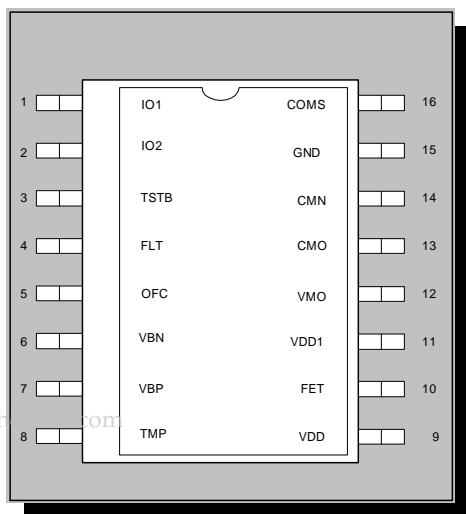 1 IO1 COMS 16
2 IO2 GND 15
3 TSTB CMN 14
4 FLT CMO 13
5 OFC VMO 12
6 VBN VDD1 11
7 VBP FET 10
8 TMP VDD 9
com